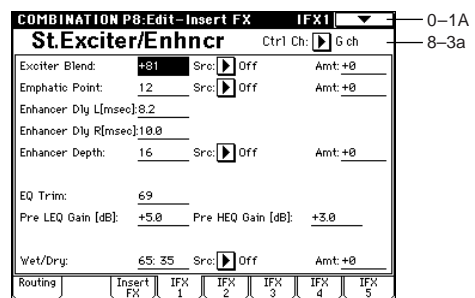 COMBINATION P8:Edit-Insert FX IFX1 0–1A
St.Exciter/Enhncr Ctrl Ch: G ch 8–3a
Exciter Blend: +81 Src: Off Amt: +0
Emphatic Point: 12 Src: Off Amt: +0
Enhancer Dly L[msec]:8.2
Enhancer Dly R[msec]:10.0
Enhancer Depth: 16 Src: Off Amt: +0
EQ Trim: 69
Pre LEQ Gain [dB]: +5.0 Pre HEQ Gain [dB]: +3.0
Wet/Dry: 65: 35 Src: Off Amt: +0
Routing Insert FX IFX 1 IFX 2 IFX 3 IFX 4 IFX 5